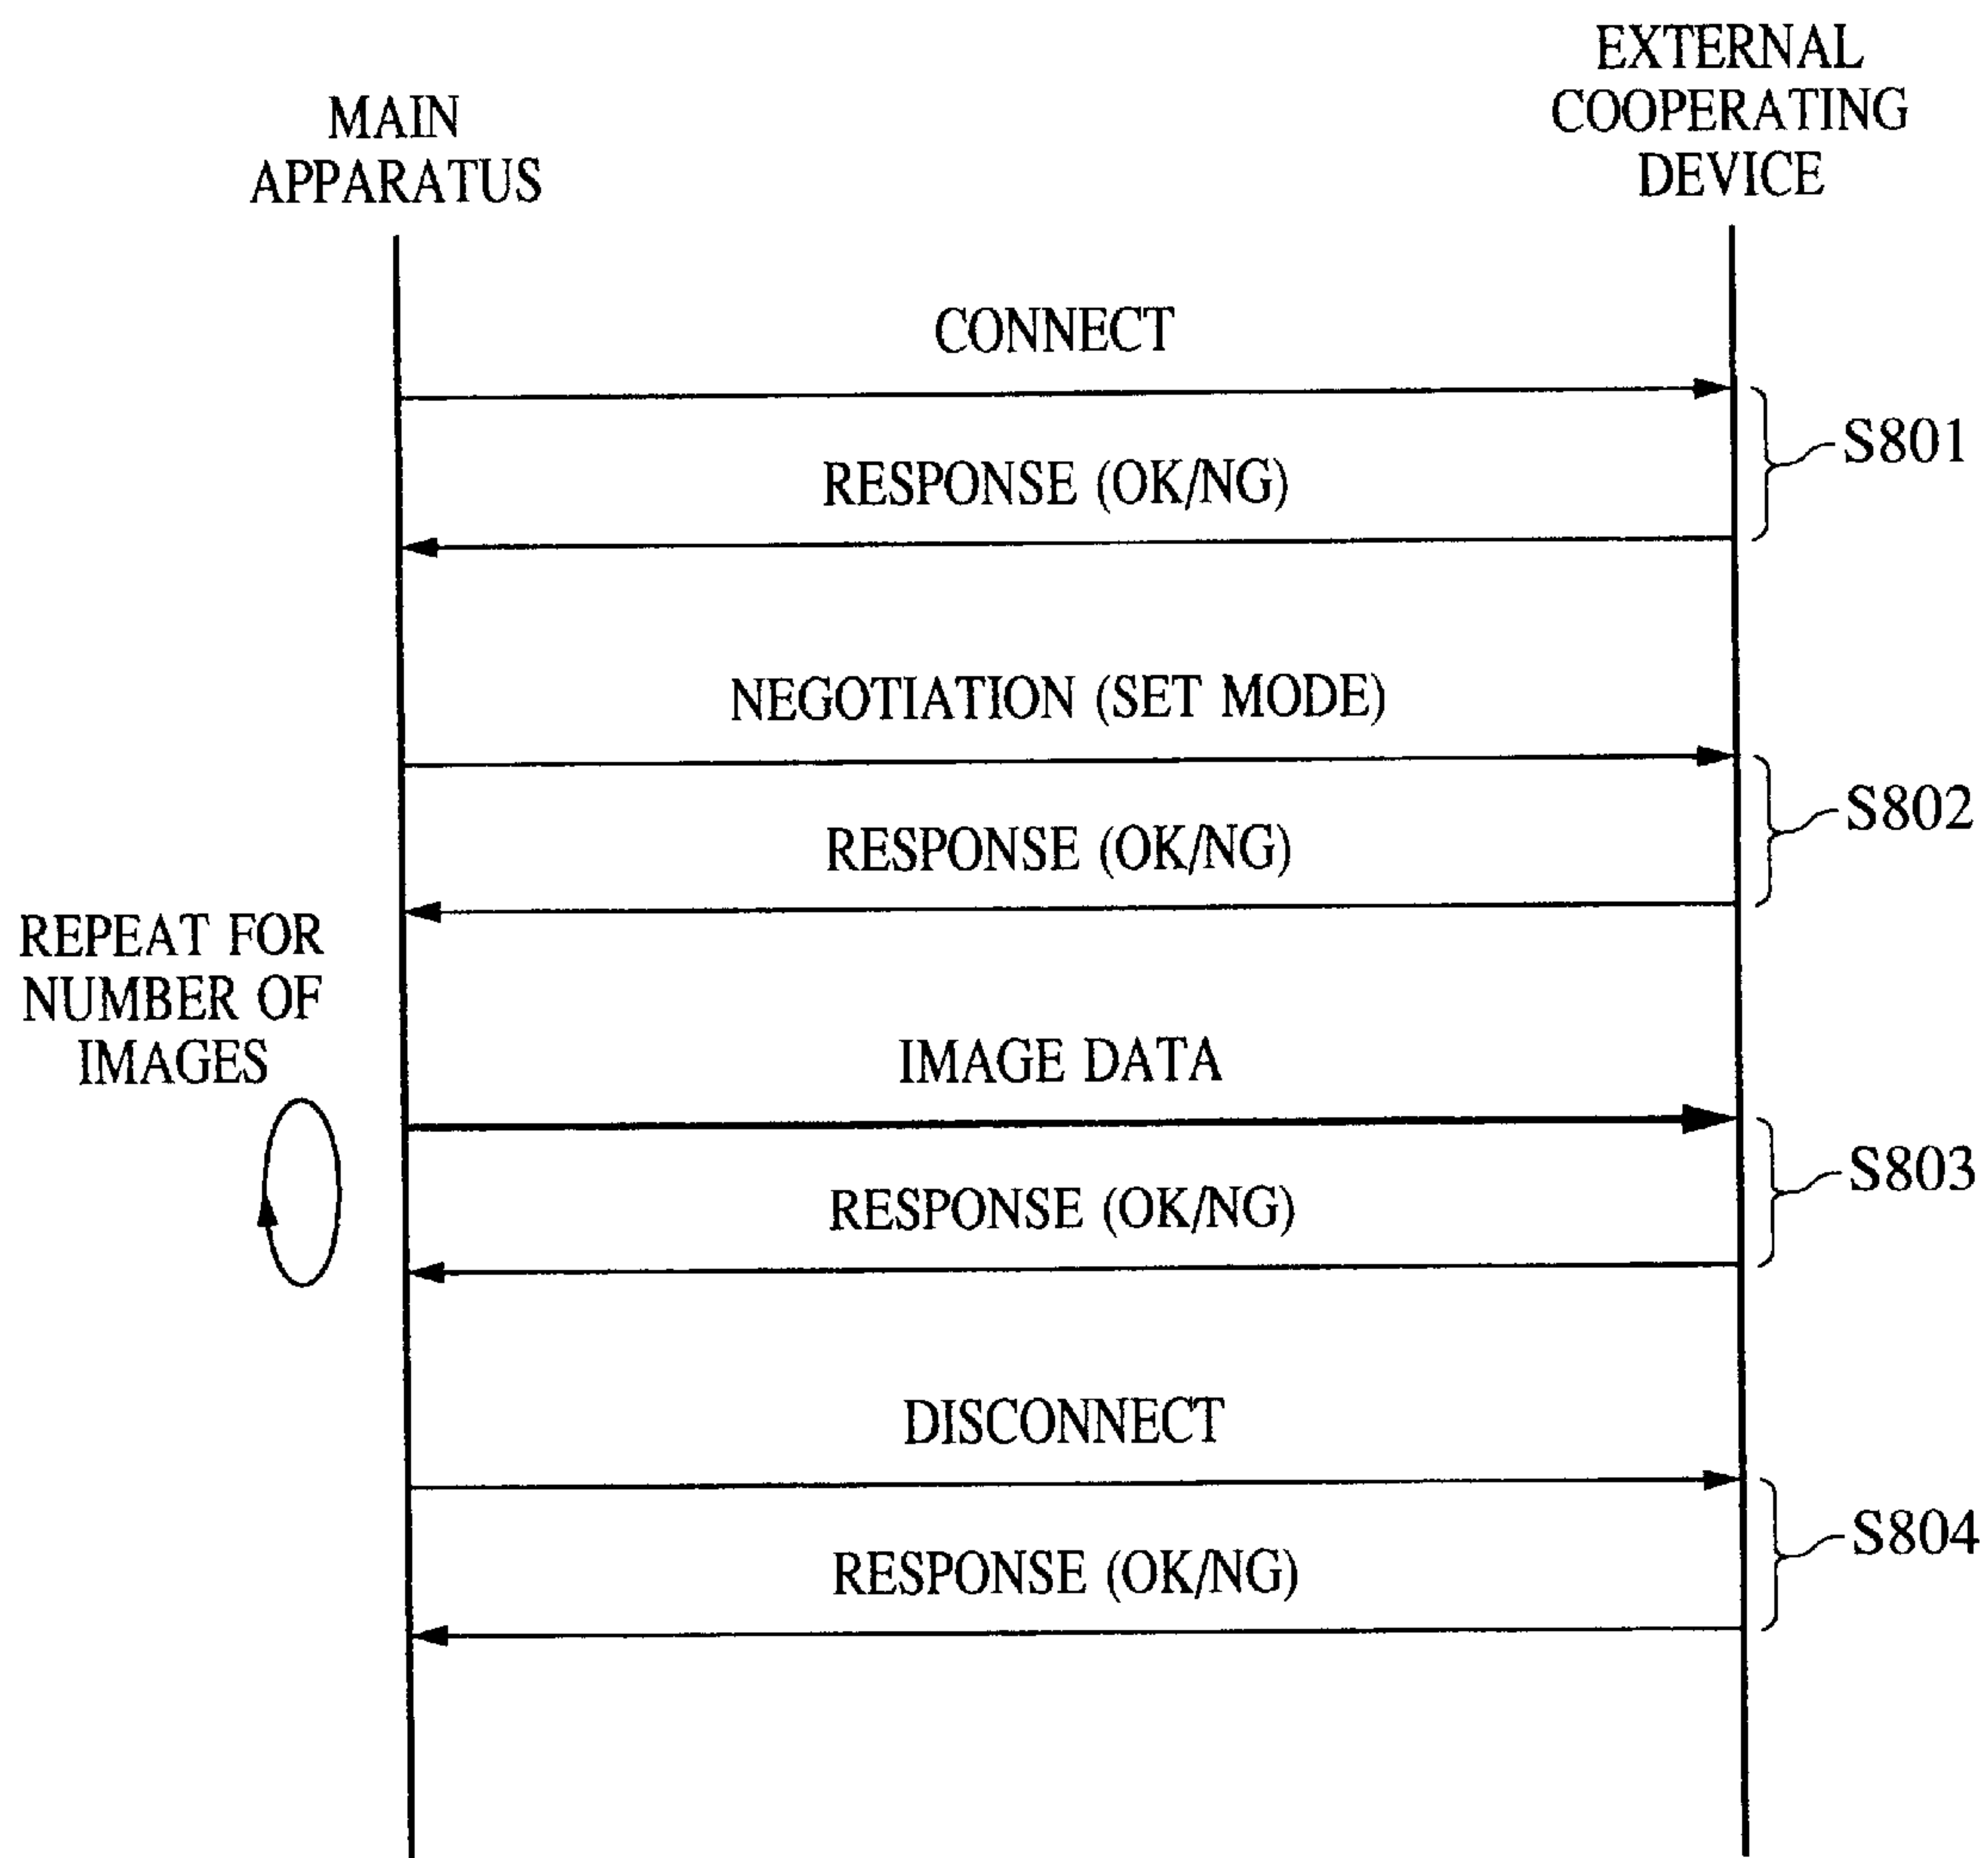 MAIN
APPARATUS
EXTERNAL
COOPERATING
DEVICE
CONNECT
S801
RESPONSE (OK/NG)
NEGOTIATION (SET MODE)
S802
RESPONSE (OK/NG)
REPEAT FOR
NUMBER OF
IMAGES
IMAGE DATA
S803
RESPONSE (OK/NG)
DISCONNECT
S804
RESPONSE (OK/NG)